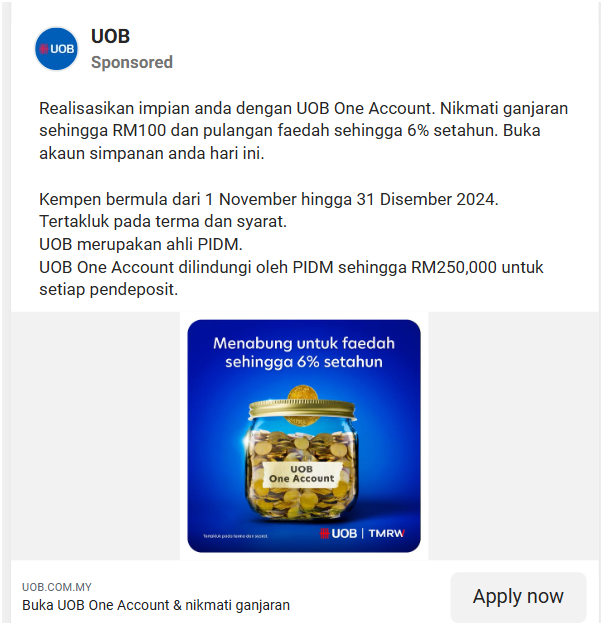 UOB
UOB
Sponsored
Realisasikan impian anda dengan UOB One Account. Nikmati ganjaran
sehingga RM100 dan pulangan faedah sehingga 6% setahun. Buka
akaun simpanan anda hari ini.
Kempen bermula dari 1 November hingga 31 Disember 2024.
Tertakluk pada terma dan syarat.
UOB merupakan ahli PIDM.
UOB One Account dilindungi oleh PIDM sehingga RM250,000 untuk
setiap pendeposit.
Menabung untuk faedah
sehingga 6% setahun
UOB
One Account
Tertakluk pada terma dan syarat.
UOB | TMRW
UOB.COM.MY
Buka UOB One Account & nikmati ganjaran
Apply now